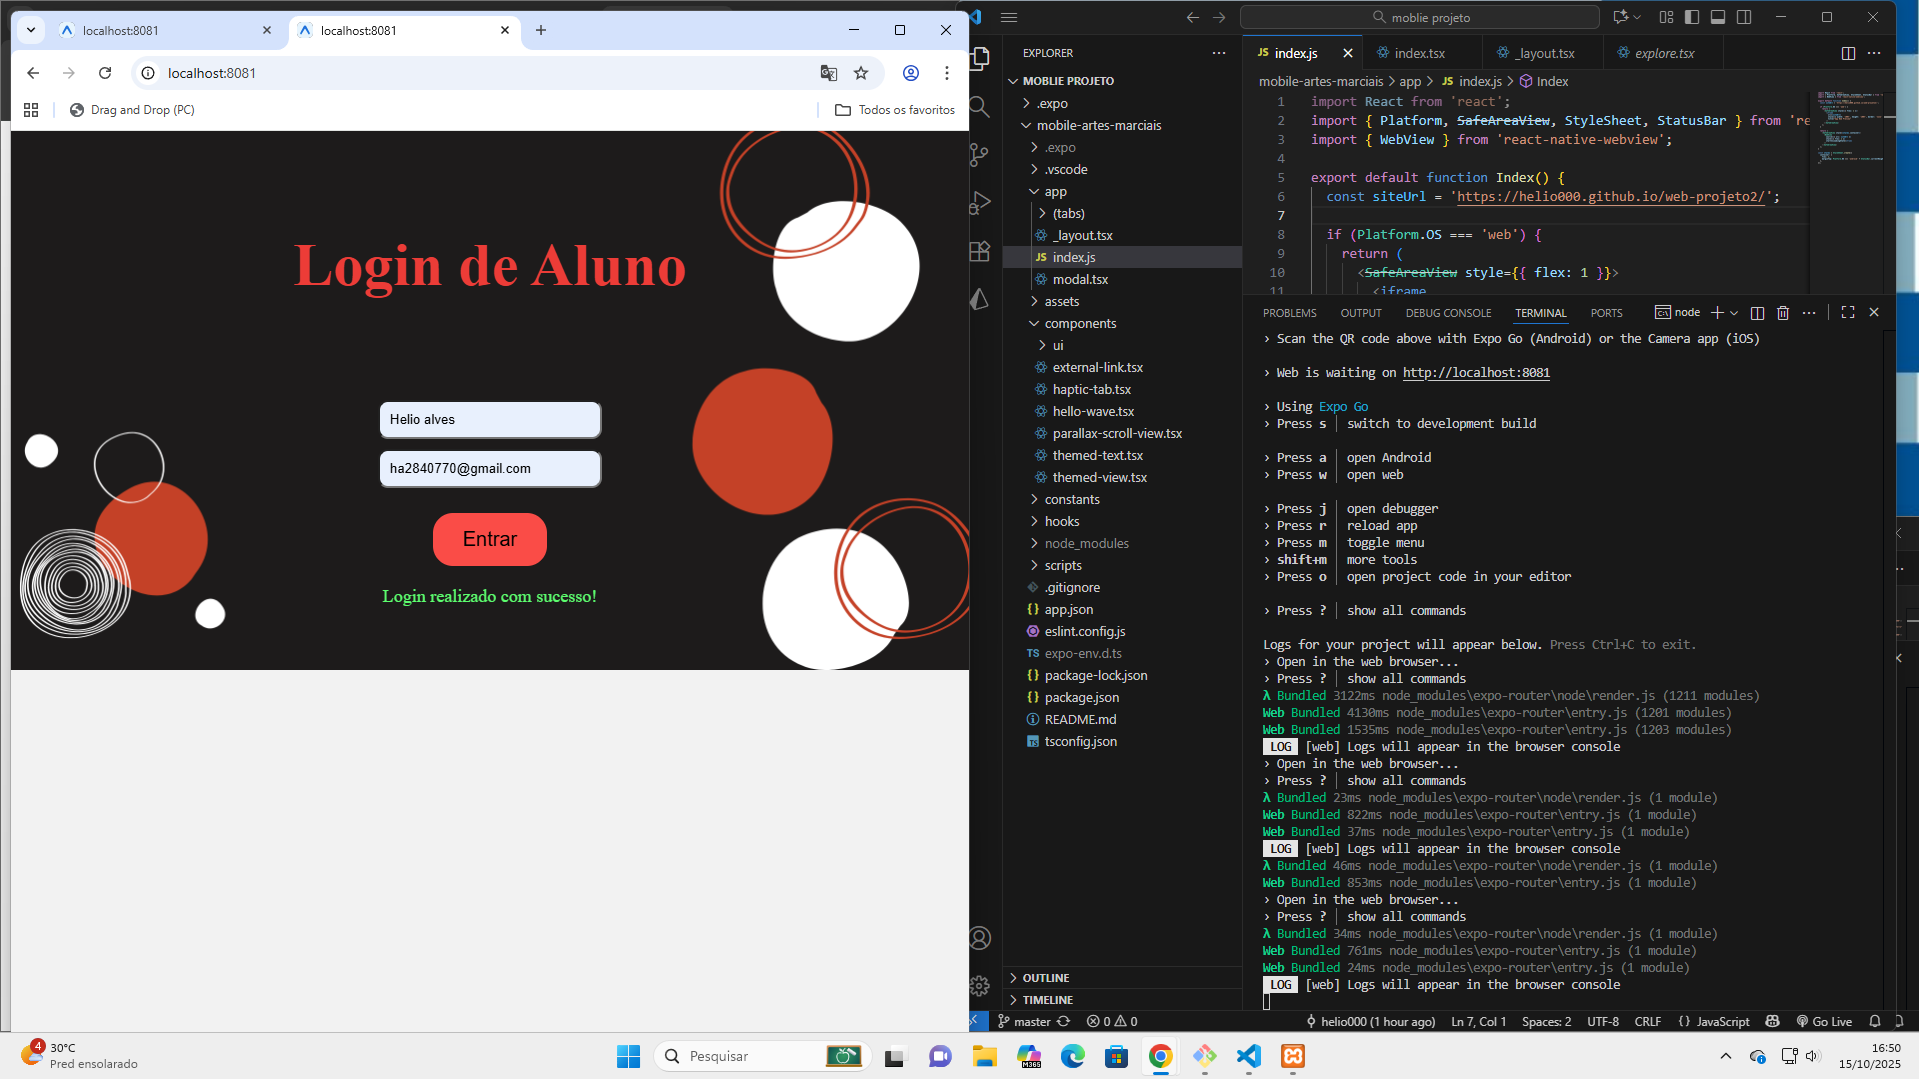 localhost:8081
localhost:8081
localhost:8081
Drag and Drop (PC)
Todos os favoritos
Login de Aluno
Helio alves
ha2840770@gmail.com
Entrar
Login realizado com sucesso!
moblie projeto
EXPLORER
MOBLIE PROJETO
.expo
mobile-artes-marciais
.expo
.vscode
app
(tabs)
_layout.tsx
JS index.js
modal.tsx
assets
components
ui
external-link.tsx
haptic-tab.tsx
hello-wave.tsx
parallax-scroll-view.tsx
themed-text.tsx
themed-view.tsx
constants
hooks
node_modules
scripts
.gitignore
{} app.json
eslint.config.js
TS expo-env.d.ts
{} package-lock.json
{} package.json
README.md
tsconfig.json
OUTLINE
TIMELINE
JS index.js
index.tsx
_layout.tsx
explore.tsx
mobile-artes-marciais > app > JS index.js > Index
1 import React from 'react';
2 import { Platform, SafeAreaView, StyleSheet, StatusBar } from 're
3 import { WebView } from 'react-native-webview';
4
5 export default function Index() {
6 const siteUrl = 'https://helio000.github.io/web-projeto2/';
7
8 if (Platform.OS === 'web') {
9 return (
10 <SafeAreaView style={{ flex: 1 }}>
11 <iframe
PROBLEMS OUTPUT DEBUG CONSOLE TERMINAL PORTS
node
› Scan the QR code above with Expo Go (Android) or the Camera app (iOS)
› Web is waiting on http://localhost:8081
› Using Expo Go
› Press s │ switch to development build
› Press a │ open Android
› Press w │ open web
› Press j │ open debugger
› Press r │ reload app
› Press m │ toggle menu
› shift+m │ more tools
› Press o │ open project code in your editor
› Press ? │ show all commands
Logs for your project will appear below. Press Ctrl+C to exit.
› Open in the web browser...
› Press ? │ show all commands
λ Bundled 3122ms node_modules\expo-router\node\render.js (1211 modules)
Web Bundled 4130ms node_modules\expo-router\entry.js (1201 modules)
Web Bundled 1535ms node_modules\expo-router\entry.js (1203 modules)
LOG [web] Logs will appear in the browser console
› Open in the web browser...
› Press ? │ show all commands
λ Bundled 23ms node_modules\expo-router\node\render.js (1 module)
Web Bundled 822ms node_modules\expo-router\entry.js (1 module)
Web Bundled 37ms node_modules\expo-router\entry.js (1 module)
LOG [web] Logs will appear in the browser console
λ Bundled 46ms node_modules\expo-router\node\render.js (1 module)
Web Bundled 853ms node_modules\expo-router\entry.js (1 module)
› Open in the web browser...
› Press ? │ show all commands
λ Bundled 34ms node_modules\expo-router\node\render.js (1 module)
Web Bundled 761ms node_modules\expo-router\entry.js (1 module)
Web Bundled 24ms node_modules\expo-router\entry.js (1 module)
LOG [web] Logs will appear in the browser console
master
0 0
helio000 (1 hour ago)
Ln 7, Col 1
Spaces: 2
UTF-8
CRLF
{} JavaScript
Go Live
4
30°C
Pred ensolarado
Pesquisar
M365
16:50
15/10/2025